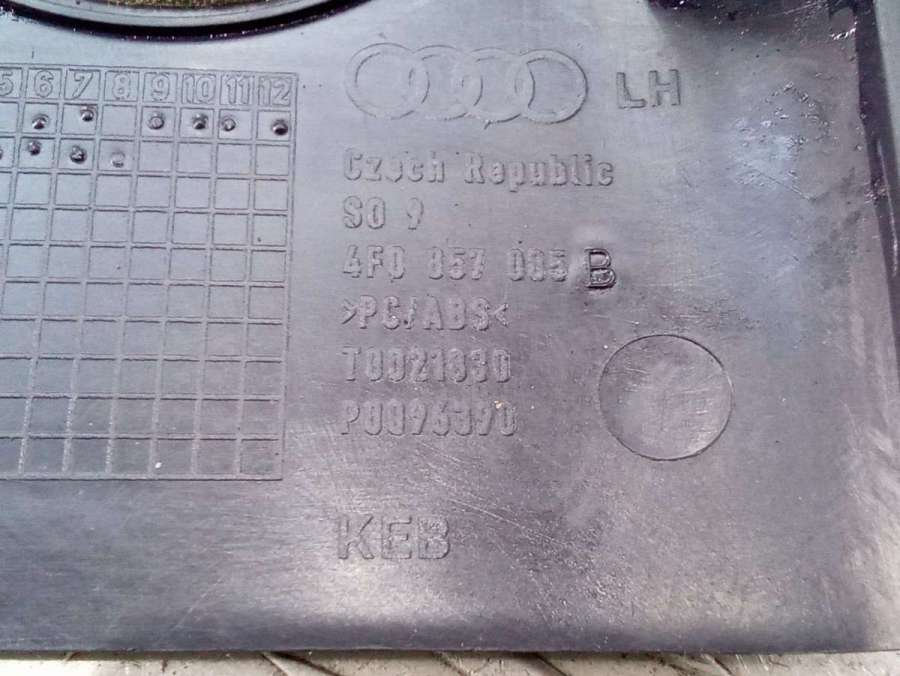 5 6 7 8 9 10 11 12
LH
Czech Republic
SO 9
4F0 857 085 B
>PC/ABS<
T0021830
P0096390
KEB